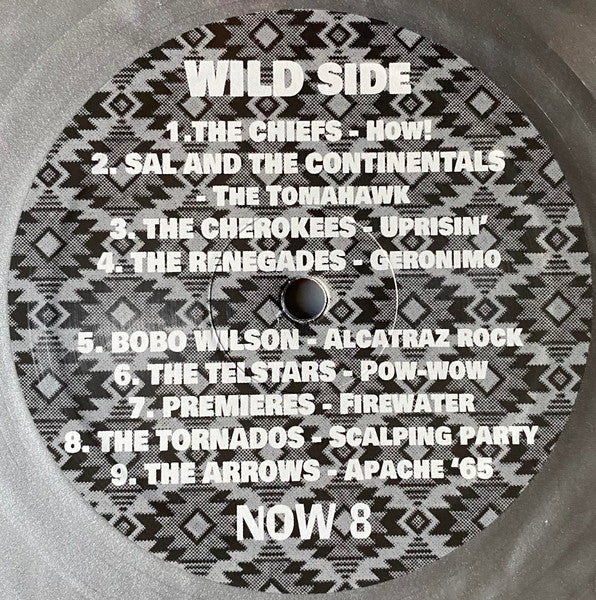 WILD SIDE
1.THE CHIEFS - HOW!
2. SAL AND THE CONTINENTALS
- THE TOMAHAWK
3. THE CHEROKEES - UPRISIN'
4. THE RENEGADES - GERONIMO
5. BOBO WILSON - ALCATRAZ ROCK
6. THE TELSTARS - POW-WOW
7. PREMIERES - FIREWATER
8. THE TORNADOS - SCALPING PARTY
9. THE ARROWS - APACHE '65
NOW 8